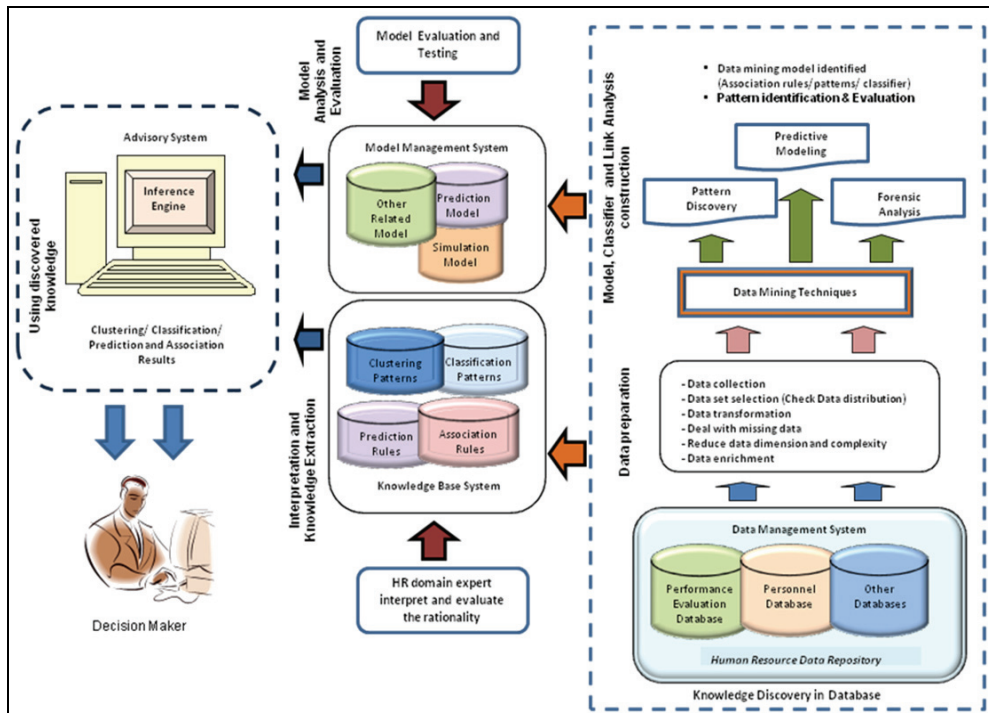 Model Evaluation and
Testing
Model
Analysis and
Evaluation
Advisory System
Inference
Engine
Using discovered
knowledge
Clustering/ Classification/
Prediction and Association
Results
Decision Maker
Model Management System
Other
Related
Model
Prediction
Model
Simulation
Model
Clustering
Patterns
Classification
Patterns
Prediction
Rules
Association
Rules
Knowledge Base System
Interpretation and
Knowledge Extraction
HR domain expert
interpret and evaluate
the rationality
▪ Data mining model identified
(Association rules/ patterns/ classifier)
▪ Pattern identification & Evaluation
Model, Classifier and Link Analysis
construction
Predictive
Modeling
Pattern
Discovery
Forensic
Analysis
Data Mining Techniques
Data preparation
- Data collection
- Data set selection (Check Data distribution)
- Data transformation
- Deal with missing data
- Reduce data dimension and complexity
- Data enrichment
Data Management System
Performance
Evaluation
Database
Personnel
Database
Other
Databases
Human Resource Data Repository
Knowledge Discovery in Database